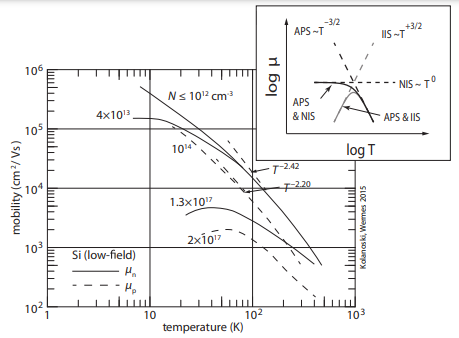 APS ~T^-3/2
IIS ~T^+3/2
NIS ~ T^0
APS
& NIS
APS & IIS
log μ
log T
10^6
10^5
10^4
10^3
10^2
mobility (cm²/ Vs)
N ≤ 10^12 cm^-3
4×10^13
10^14
T^-2.42
T^-2.20
1.3×10^17
2×10^17
Si (low-field)
μn
μp
1
10
10^2
10^3
temperature (K)
Kolanoski, Wermes 2015